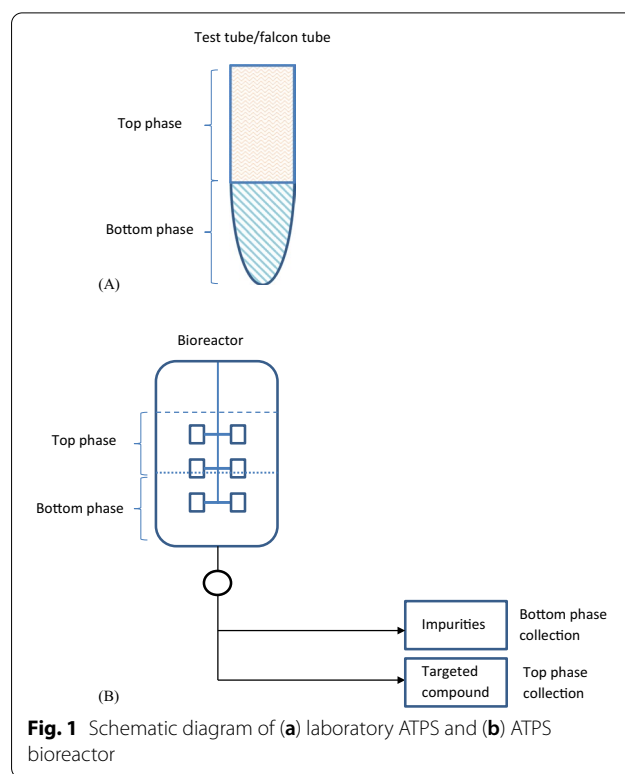 Test tube/falcon tube
Top phase
Bottom phase
(A)
Bioreactor
Top phase
Bottom phase
Impurities
Bottom phase
collection
Targeted
compound
Top phase
collection
(B)
Fig. 1 Schematic diagram of (a) laboratory ATPS and (b) ATPS
bioreactor